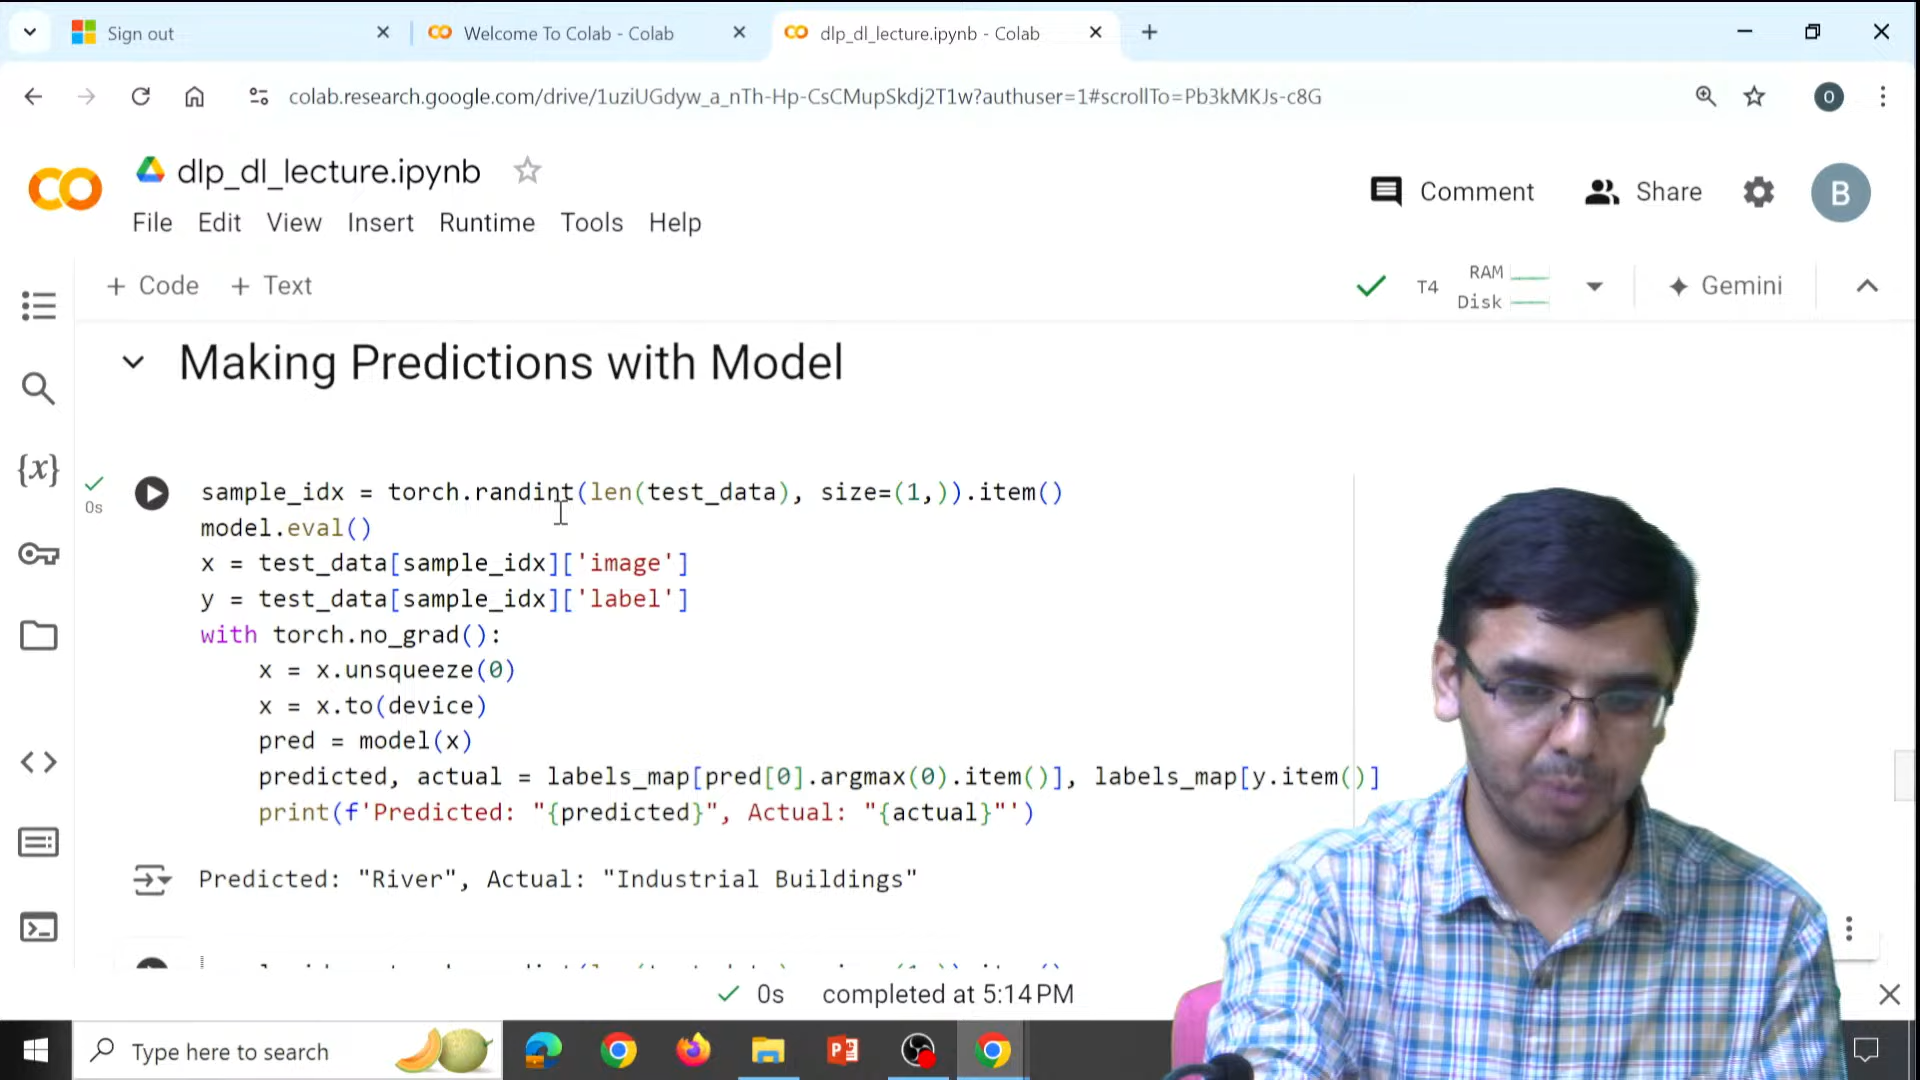 Sign out
Welcome To Colab - Colab
dlp_dl_lecture.ipynb - Colab
colab.research.google.com/drive/1uziUGdyw_a_nTh-Hp-CsCMupSkdj2T1w?authuser=1#scrollTo=Pb3kMKJs-c8G
O
dlp_dl_lecture.ipynb
Comment
Share
B
File Edit View Insert Runtime Tools Help
+ Code + Text
T4
RAM
Disk
Gemini
Making Predictions with Model
{x}
0s
sample_idx = torch.randint(len(test_data), size=(1,)).item()
model.eval()
x = test_data[sample_idx]['image']
y = test_data[sample_idx]['label']
with torch.no_grad():
x = x.unsqueeze(0)
x = x.to(device)
pred = model(x)
predicted, actual = labels_map[pred[0].argmax(0).item()], labels_map[y.item()]
print(f'Predicted: "{predicted}", Actual: "{actual}"')
Predicted: "River", Actual: "Industrial Buildings"
0s completed at 5:14 PM
Type here to search